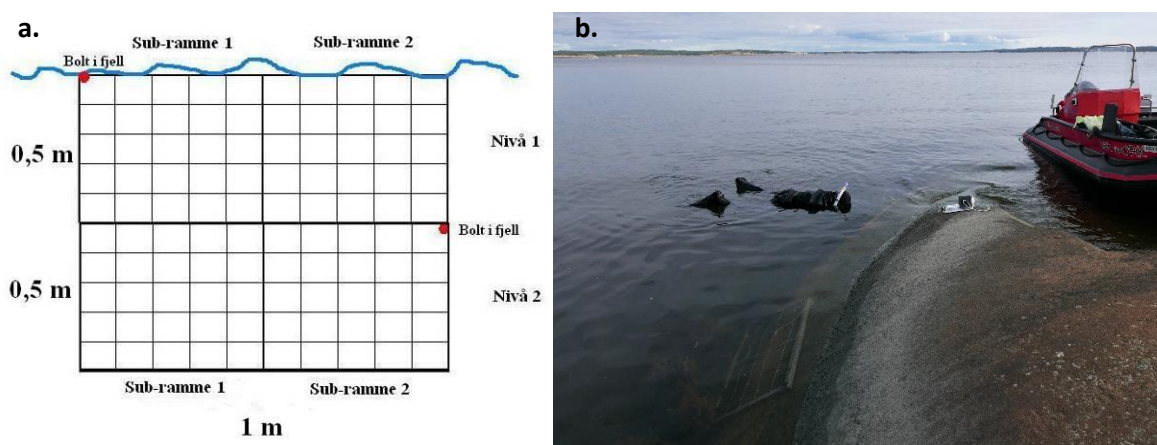 a.
Sub-ramme 1
Sub-ramme 2
Bolt i fjell
0,5 m
Nivå 1
Bolt i fjell
0,5 m
Nivå 2
Sub-ramme 1
Sub-ramme 2
1 m
b.